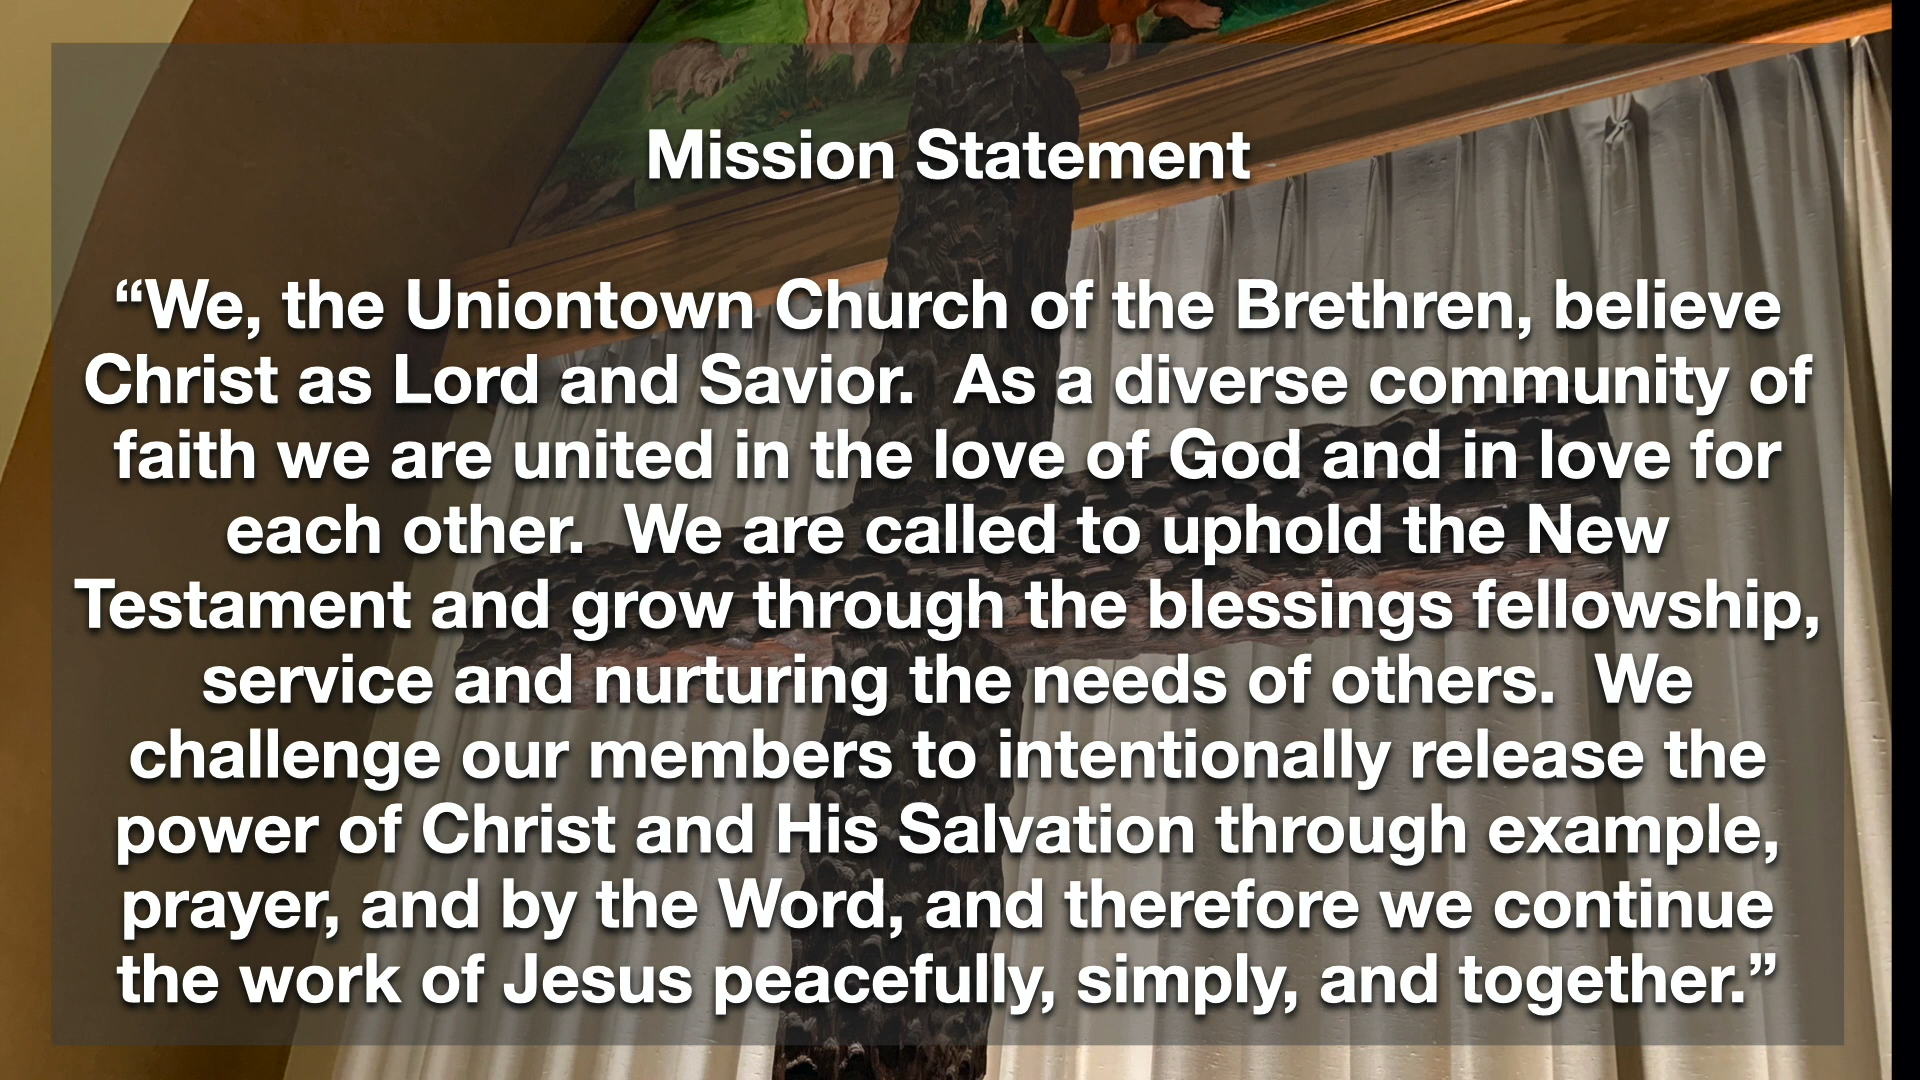 Mission Statement
“We, the Uniontown Church of the Brethren, believe
Christ as Lord and Savior.  As a diverse community of
faith we are united in the love of God and in love for
each other.  We are called to uphold the New
Testament and grow through the blessings fellowship,
service and nurturing the needs of others.  We
challenge our members to intentionally release the
power of Christ and His Salvation through example,
prayer, and by the Word, and therefore we continue
the work of Jesus peacefully, simply, and together.”